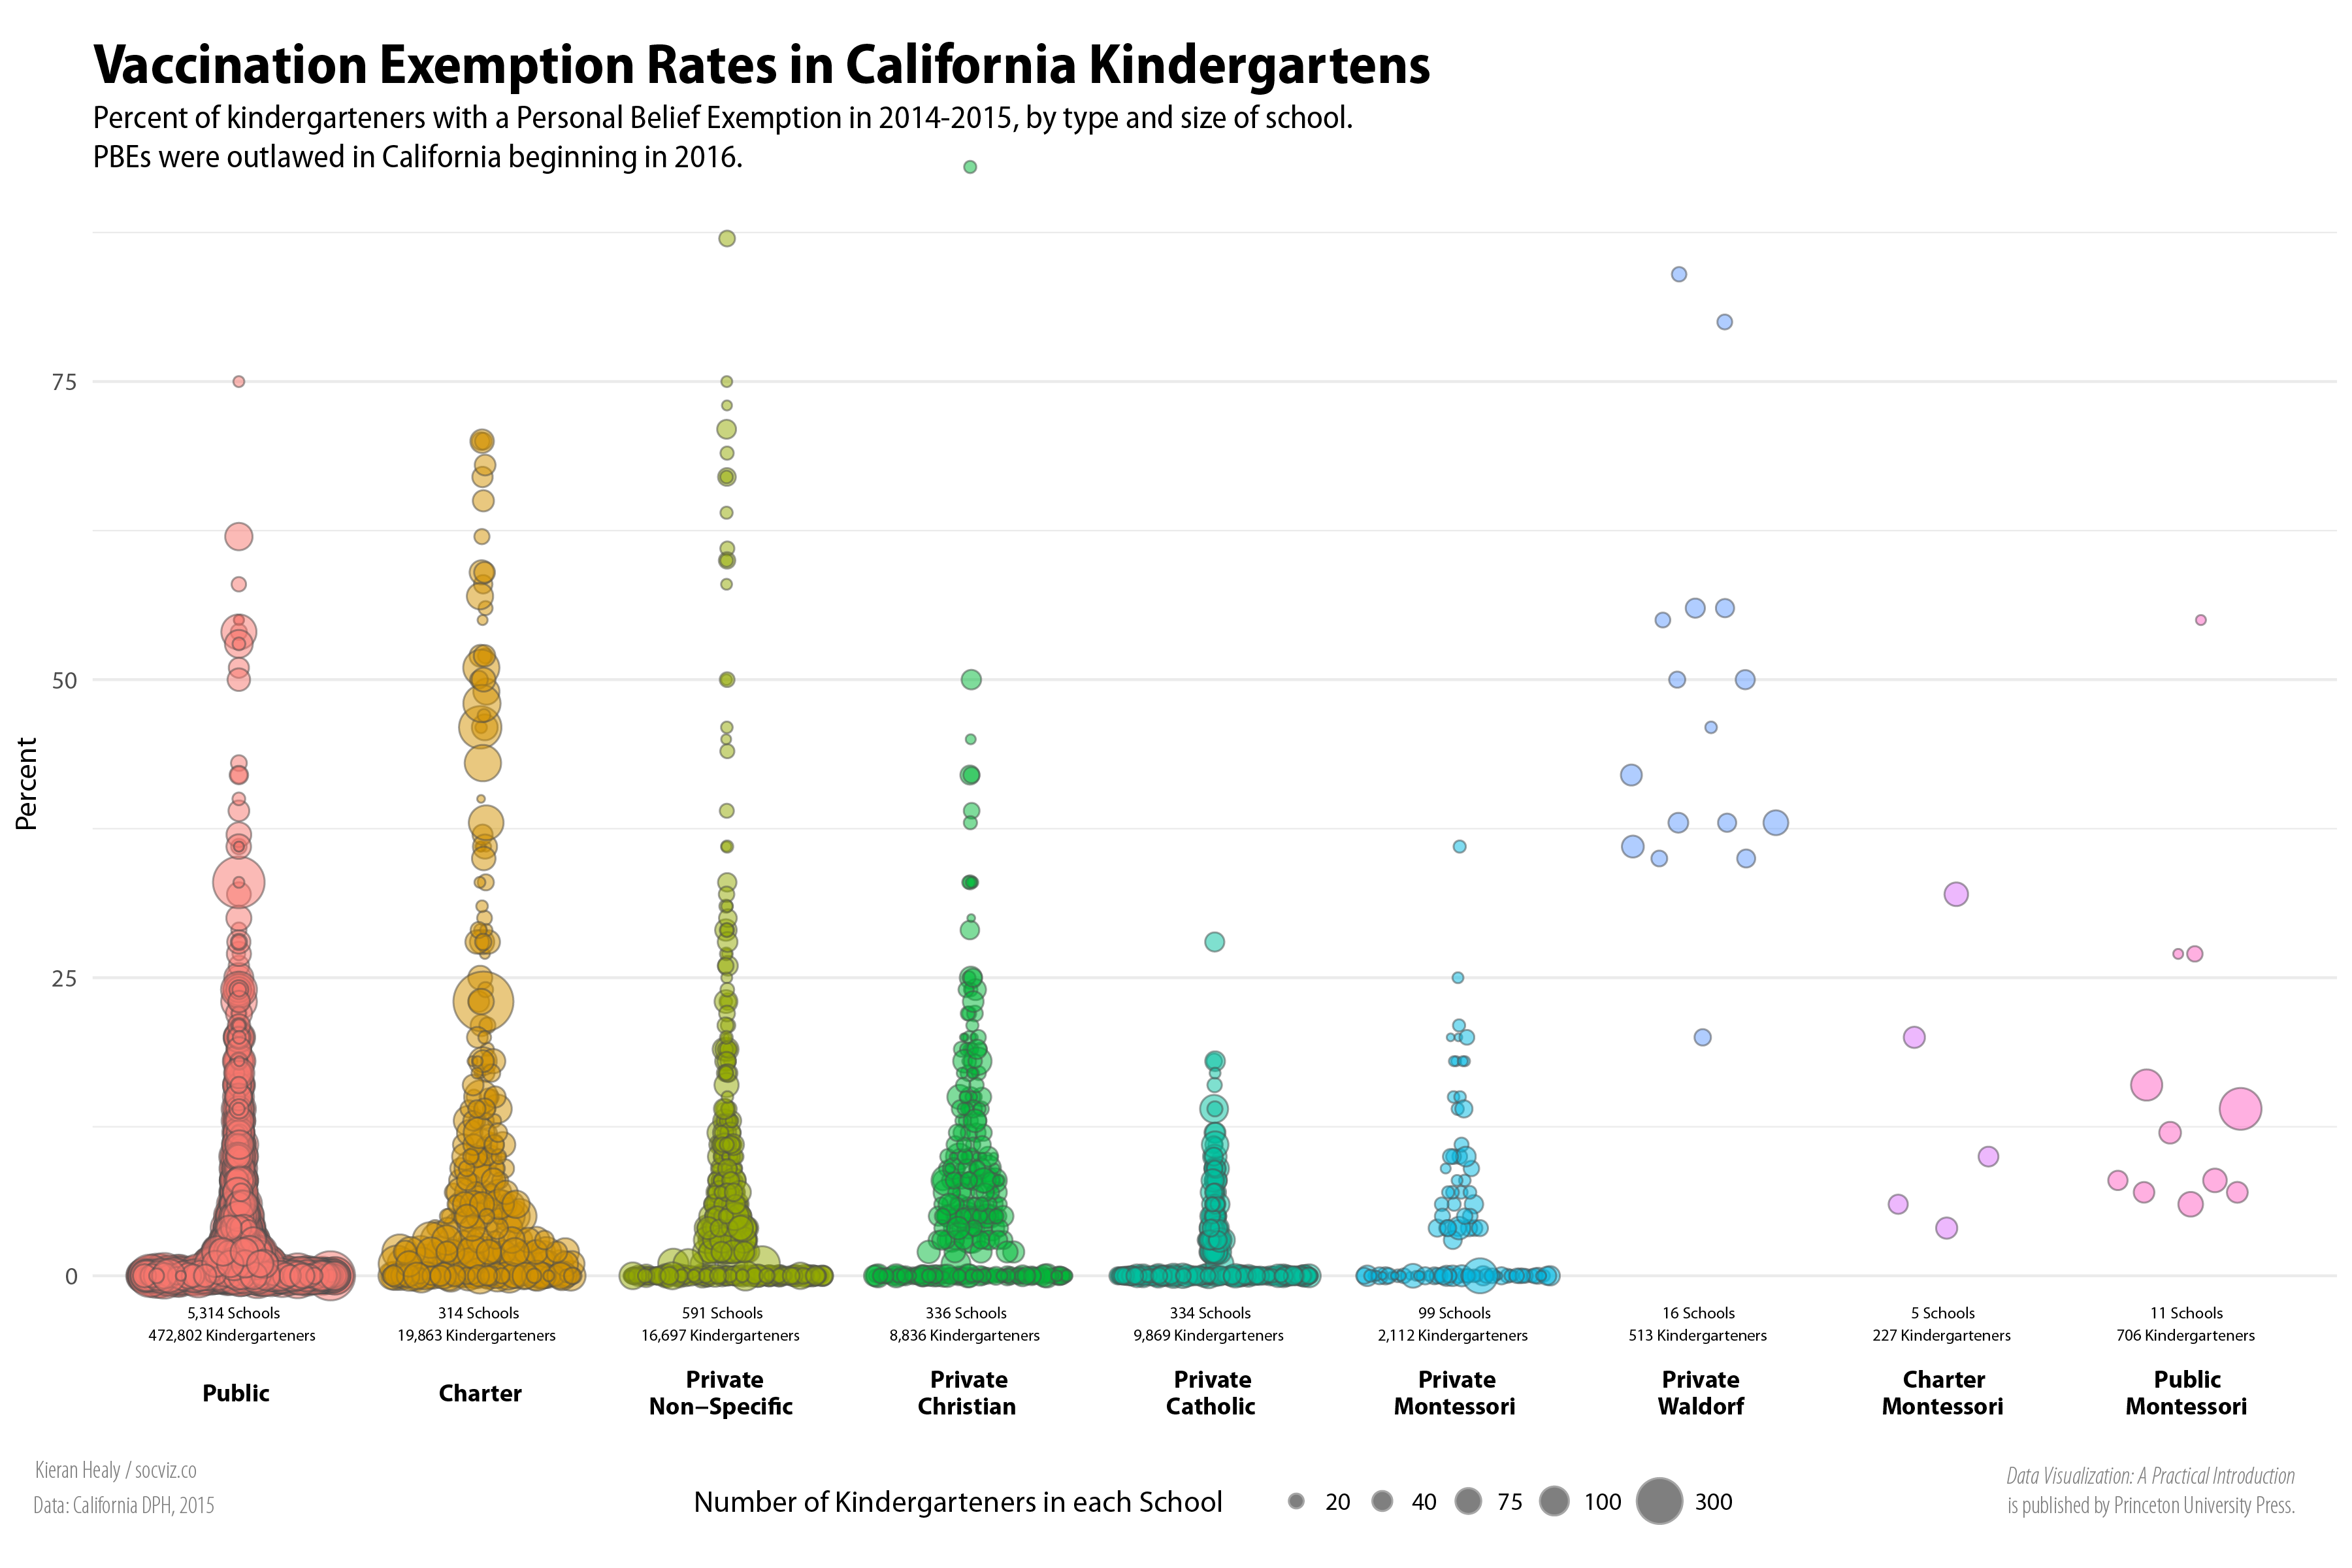 Vaccination Exemption Rates in California Kindergartens
Percent of kindergarteners with a Personal Belief Exemption in 2014-2015, by type and size of school.
PBEs were outlawed in California beginning in 2016.
75
50
25
0
Percent
5,314 Schools
472,802 Kindergarteners
Public
314 Schools
19,863 Kindergarteners
Charter
591 Schools
16,697 Kindergarteners
Private
Non−Specific
336 Schools
8,836 Kindergarteners
Private
Christian
334 Schools
9,869 Kindergarteners
Private
Catholic
99 Schools
2,112 Kindergarteners
Private
Montessori
16 Schools
513 Kindergarteners
Private
Waldorf
5 Schools
227 Kindergarteners
Charter
Montessori
11 Schools
706 Kindergarteners
Public
Montessori
Kieran Healy / socviz.co
Data: California DPH, 2015
Number of Kindergarteners in each School 20 40 75 100 300
Data Visualization: A Practical Introduction
is published by Princeton University Press.